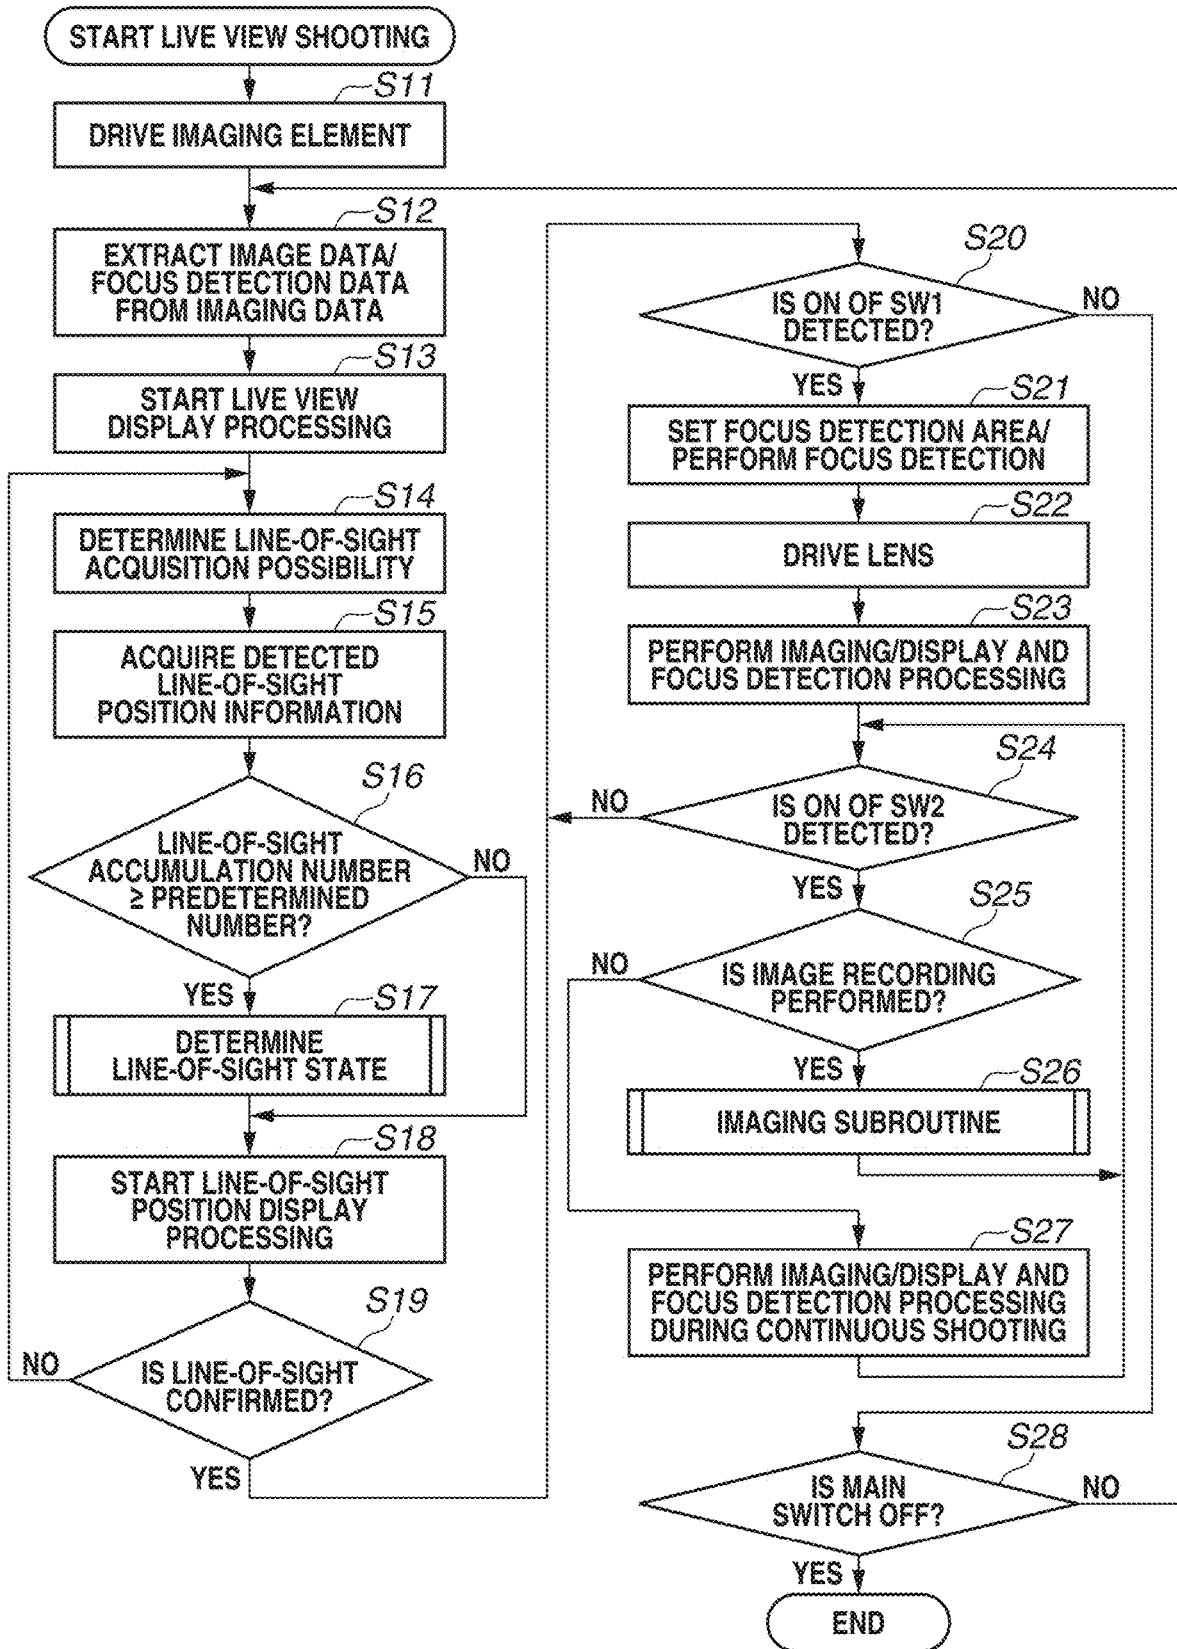 START LIVE VIEW SHOOTING
S11
DRIVE IMAGING ELEMENT
S12
EXTRACT IMAGE DATA/
FOCUS DETECTION DATA
FROM IMAGING DATA
S13
START LIVE VIEW
DISPLAY PROCESSING
S14
DETERMINE LINE-OF-SIGHT
ACQUISITION POSSIBILITY
S15
ACQUIRE DETECTED
LINE-OF-SIGHT
POSITION INFORMATION
S16
LINE-OF-SIGHT
ACCUMULATION NUMBER
≥ PREDETERMINED
NUMBER?
NO
YES
S17
DETERMINE
LINE-OF-SIGHT STATE
S18
START LINE-OF-SIGHT
POSITION DISPLAY
PROCESSING
S19
NO
IS LINE-OF-SIGHT
CONFIRMED?
YES
S20
IS ON OF SW1
DETECTED?
NO
YES
S21
SET FOCUS DETECTION AREA/
PERFORM FOCUS DETECTION
S22
DRIVE LENS
S23
PERFORM IMAGING/DISPLAY AND
FOCUS DETECTION PROCESSING
S24
NO
IS ON OF SW2
DETECTED?
YES
S25
NO
IS IMAGE RECORDING
PERFORMED?
YES
S26
IMAGING SUBROUTINE
S27
PERFORM IMAGING/DISPLAY AND
FOCUS DETECTION PROCESSING
DURING CONTINUOUS SHOOTING
S28
IS MAIN
SWITCH OFF?
NO
YES
END